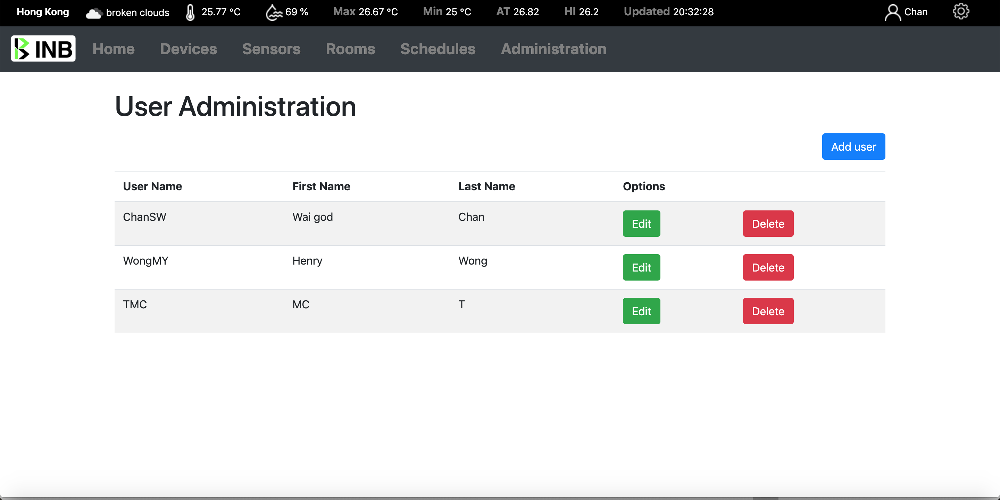 Hong Kong broken clouds 25.77 °C 69 % Max 26.67 °C Min 25 °C AT 26.82 HI 26.2 Updated 20:32:28 Chan
INB Home Devices Sensors Rooms Schedules Administration
User Administration
Add user
User Name First Name Last Name Options
ChanSW Wai god Chan Edit Delete
WongMY Henry Wong Edit Delete
TMC MC T Edit Delete